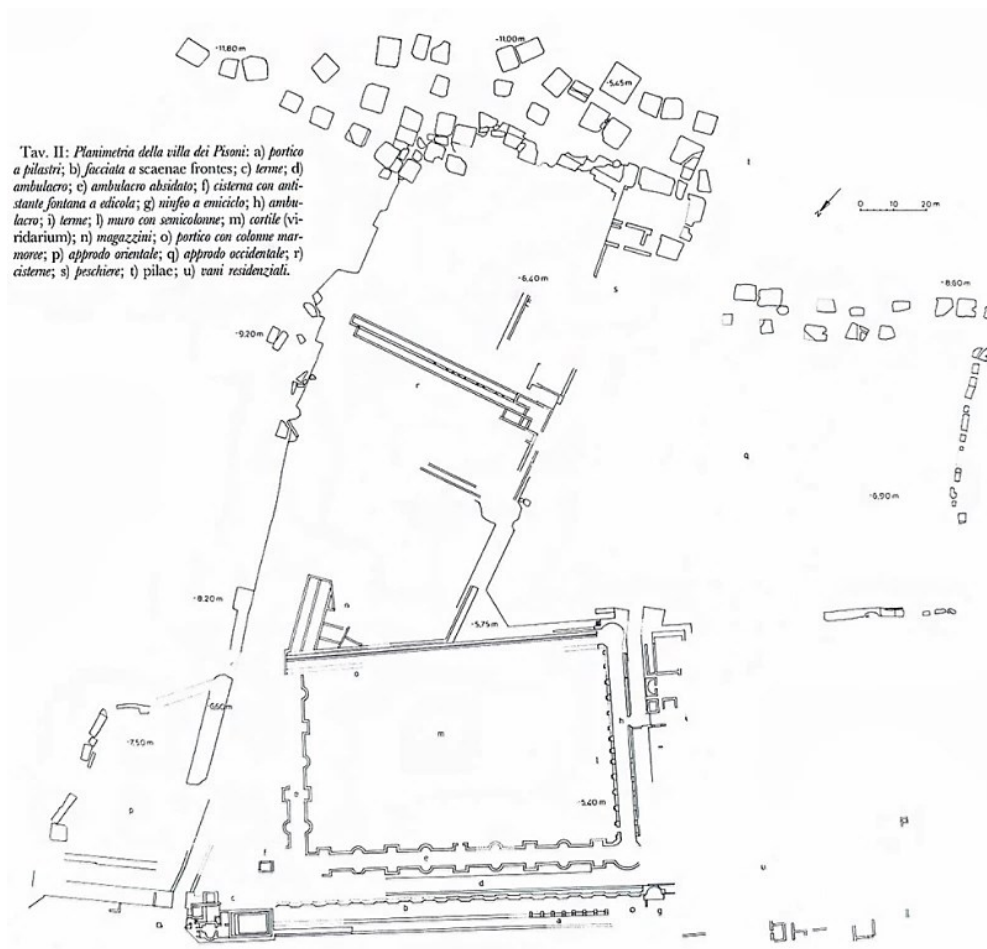 -11.80 m
-11.00 m
-5.45 m
Tav. II: Planimetria della villa dei Pisoni: a) portico
a pilastri; b) facciata a scaenae frontes; c) terme; d)
ambulacro; e) ambulacro absidato; f) cisterna con anti-
stante fontana a edicola; g) ninfeo a emiciclo; h) ambu-
lacro; i) terme; l) muro con semicolonne; m) cortile (vi-
ridarium); n) magazzini; o) portico con colonne mar-
moree; p) approdo orientale; q) approdo occidentale; r)
cisterne; s) peschiere; t) pilae; u) vani residenziali.
t
N
0 10 20 m
-6.40 m
s
-8.60 m
-9.20 m
r
q
-6.90 m
-8.20 m
n
-5.75 m
o
-7.50 m
m
h
i
l
-5.40 m
p
e
e
f
d
u
c
b
a
g